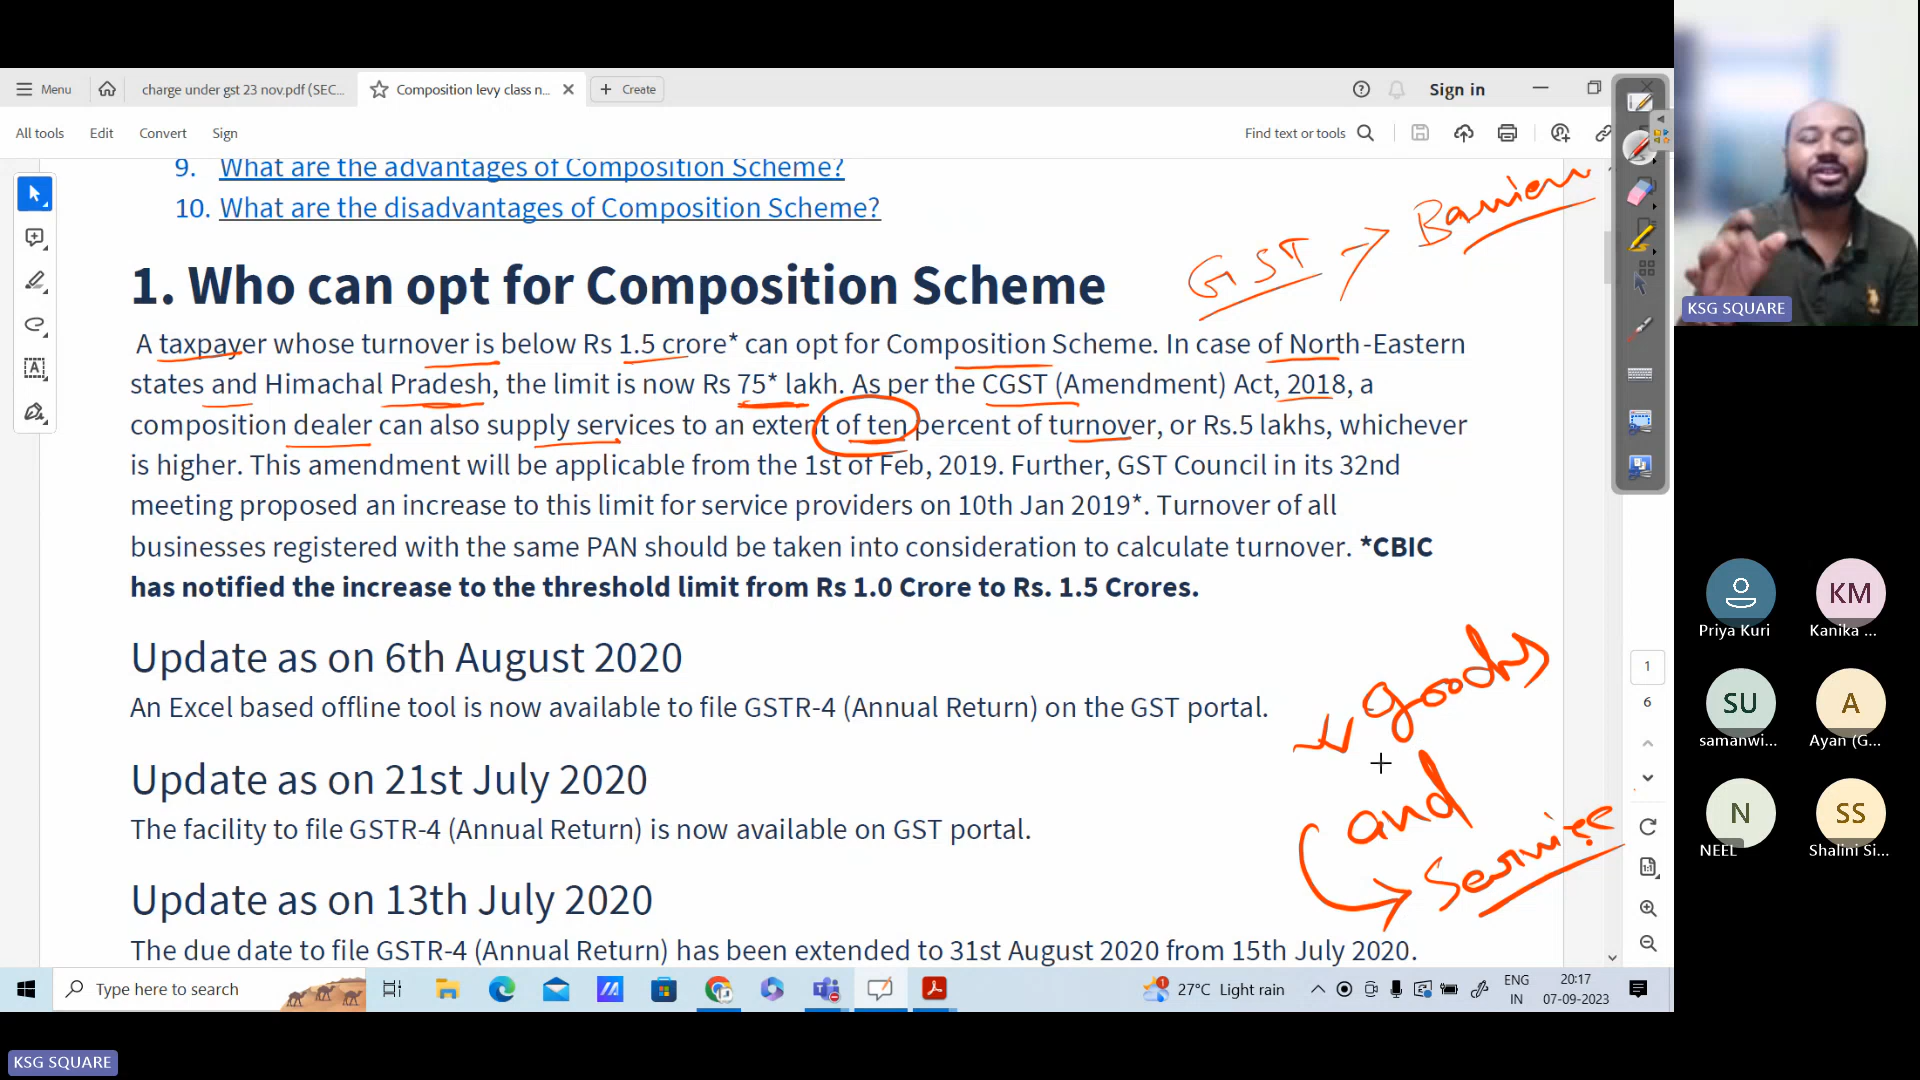 Menu
charge under gst 23 nov.pdf (SEC...
Composition levy class n...
Create
Sign in
All tools
Edit
Convert
Sign
Find text or tools
9. What are the advantages of Composition Scheme?
10. What are the disadvantages of Composition Scheme?
GST
1. Who can opt for Composition Scheme
A taxpayer whose turnover is below Rs 1.5 crore* can opt for Composition Scheme. In case of North-Eastern
states and Himachal Pradesh, the limit is now Rs 75* lakh. As per the CGST (Amendment) Act, 2018, a
composition dealer can also supply services to an extent of ten percent of turnover, or Rs.5 lakhs, whichever
is higher. This amendment will be applicable from the 1st of Feb, 2019. Further, GST Council in its 32nd
meeting proposed an increase to this limit for service providers on 10th Jan 2019*. Turnover of all
businesses registered with the same PAN should be taken into consideration to calculate turnover. *CBIC
has notified the increase to the threshold limit from Rs 1.0 Crore to Rs. 1.5 Crores.
Update as on 6th August 2020
An Excel based offline tool is now available to file GSTR-4 (Annual Return) on the GST portal.
Update as on 21st July 2020
The facility to file GSTR-4 (Annual Return) is now available on GST portal.
Update as on 13th July 2020
The due date to file GSTR-4 (Annual Return) has been extended to 31st August 2020 from 15th July 2020.
goods
and
Service
1
6
KSG SQUARE
KM
Priya Kuri
Kanika ...
SU
A
samanwi...
Ayan (G...
N
SS
NEEL
Shalini Si...
Type here to search
27°C Light rain
ENG
IN
20:17
07-09-2023
KSG SQUARE